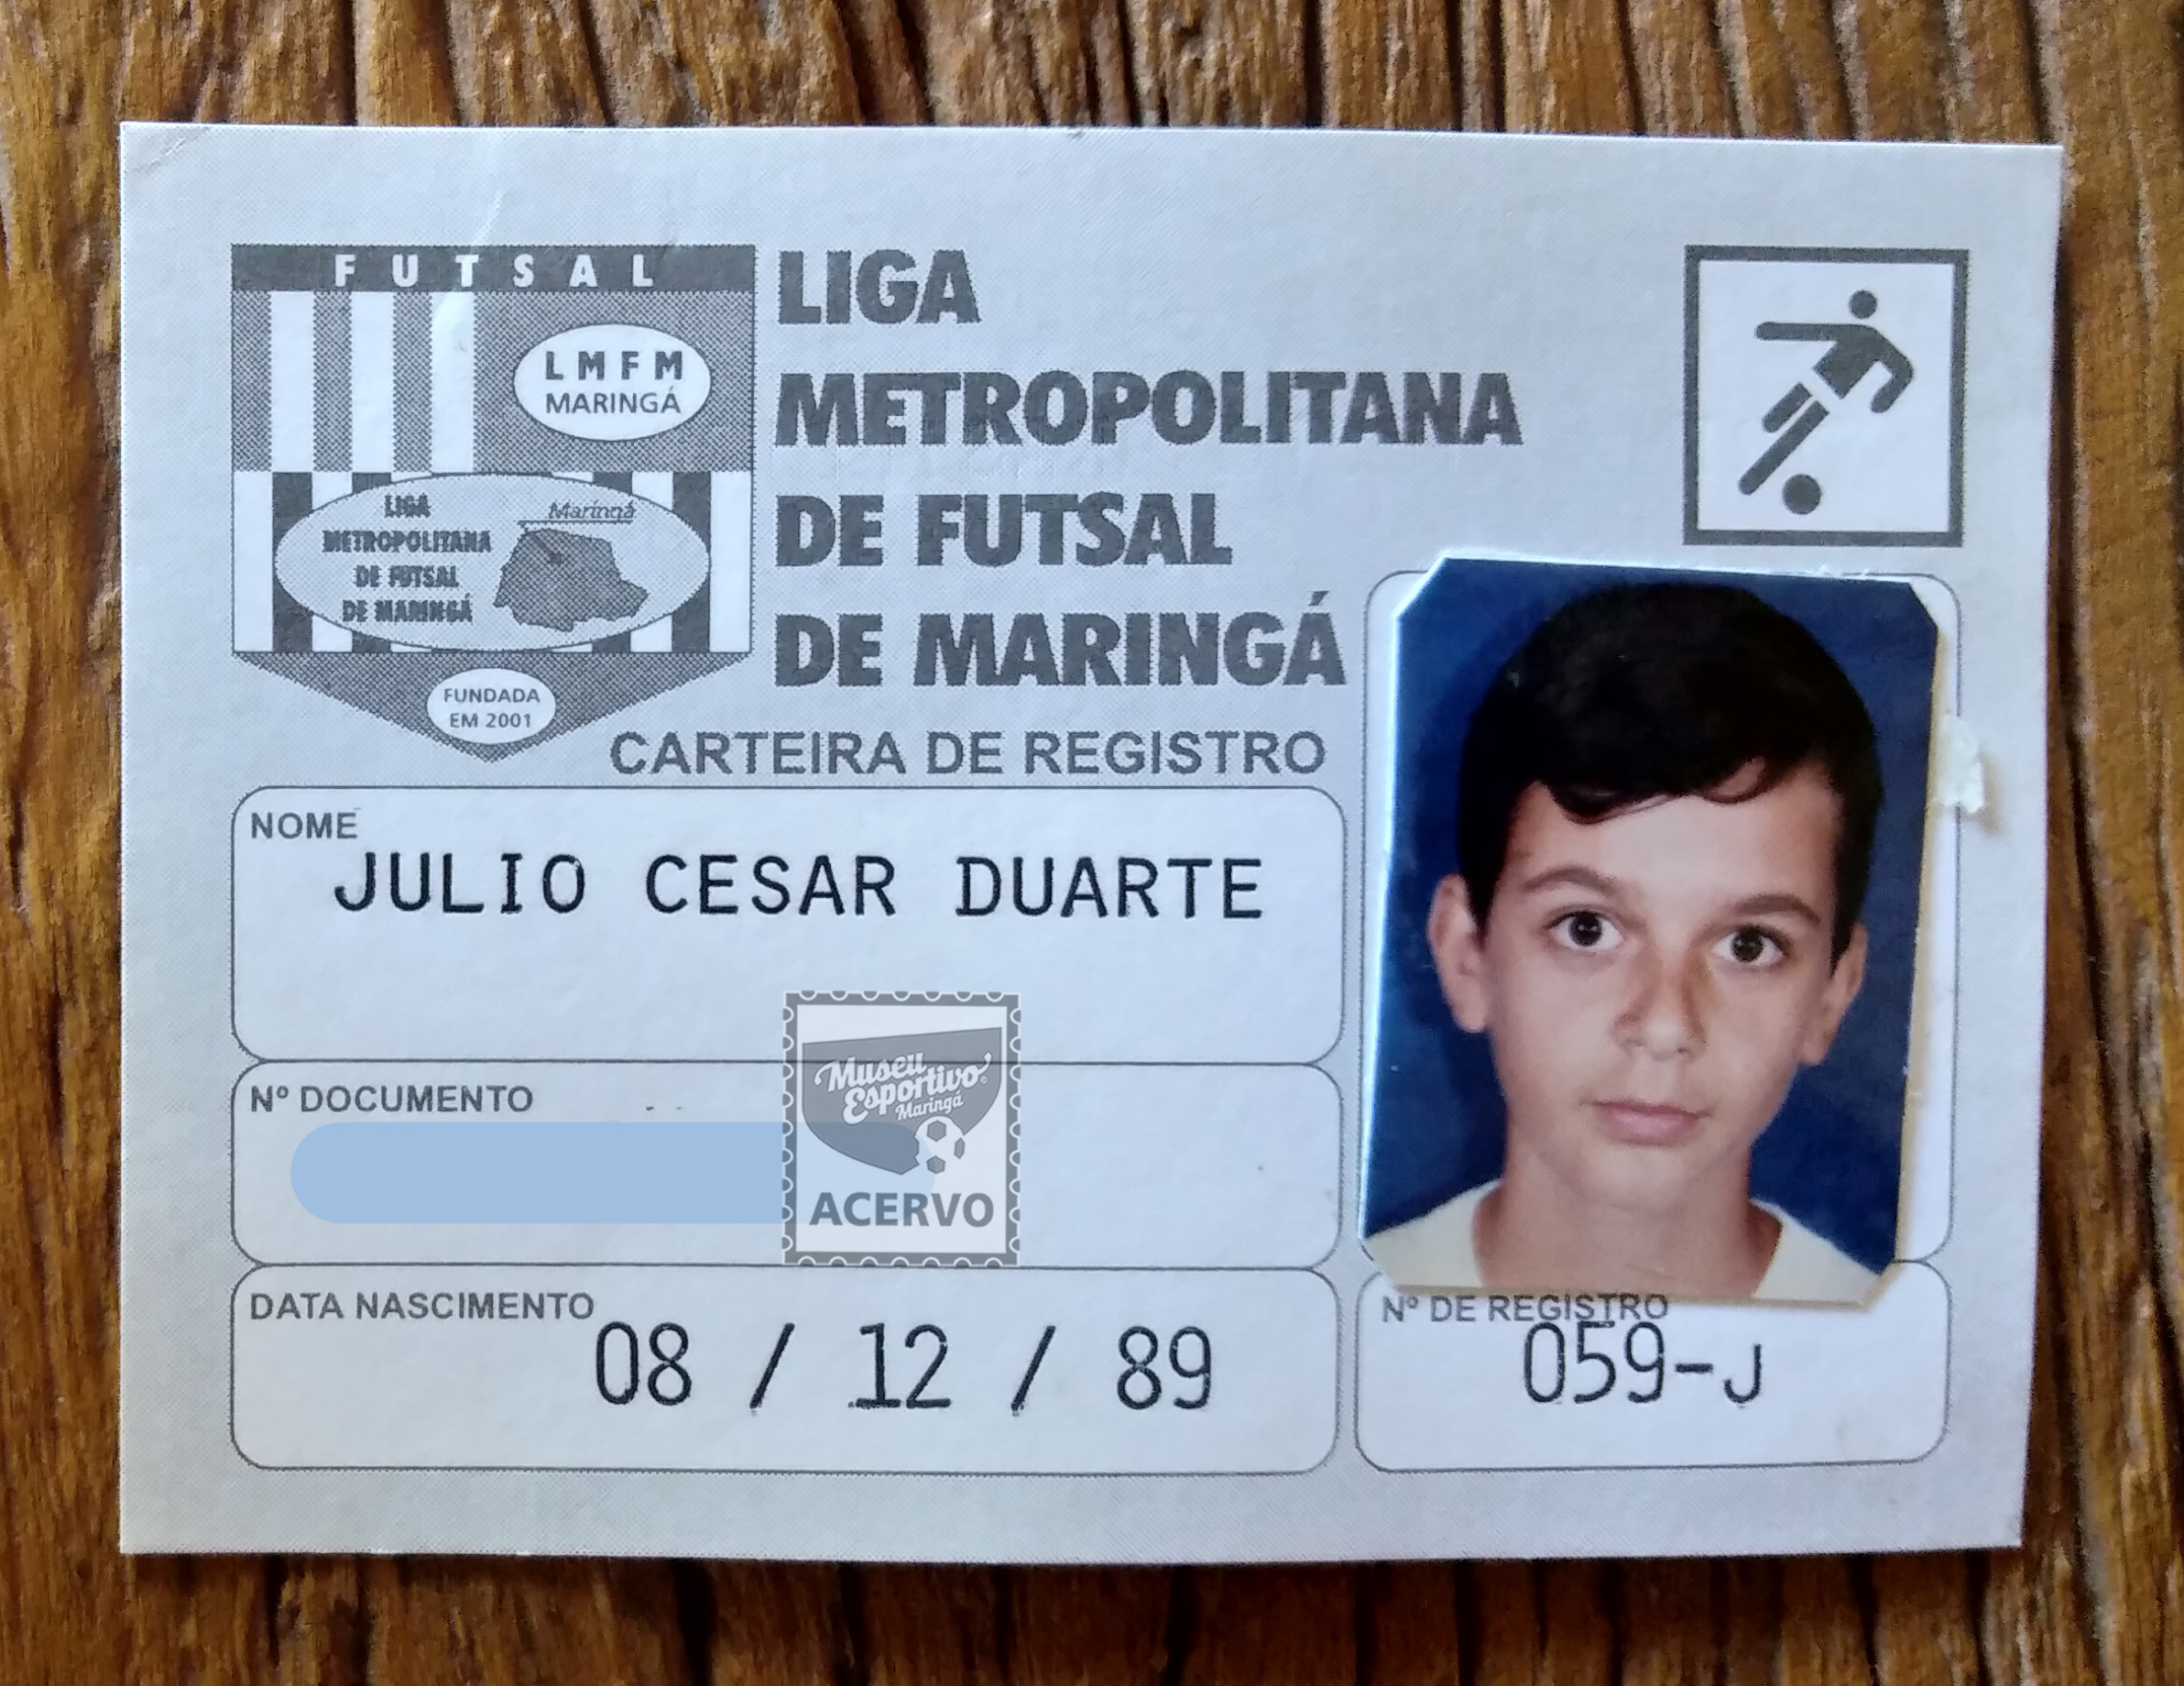 FUTSAL
LMFM
MARINGÁ
LIGA
METROPOLITANA
DE FUTSAL
DE MARINGÁ
Maringá
FUNDADA
EM 2001
LIGA
METROPOLITANA
DE FUTSAL
DE MARINGÁ
CARTEIRA DE REGISTRO
NOME
JULIO CESAR DUARTE
Nº DOCUMENTO
Museu
Esportivo
Maringá
ACERVO
DATA NASCIMENTO
08 / 12 / 89
Nº DE REGISTRO
059-J